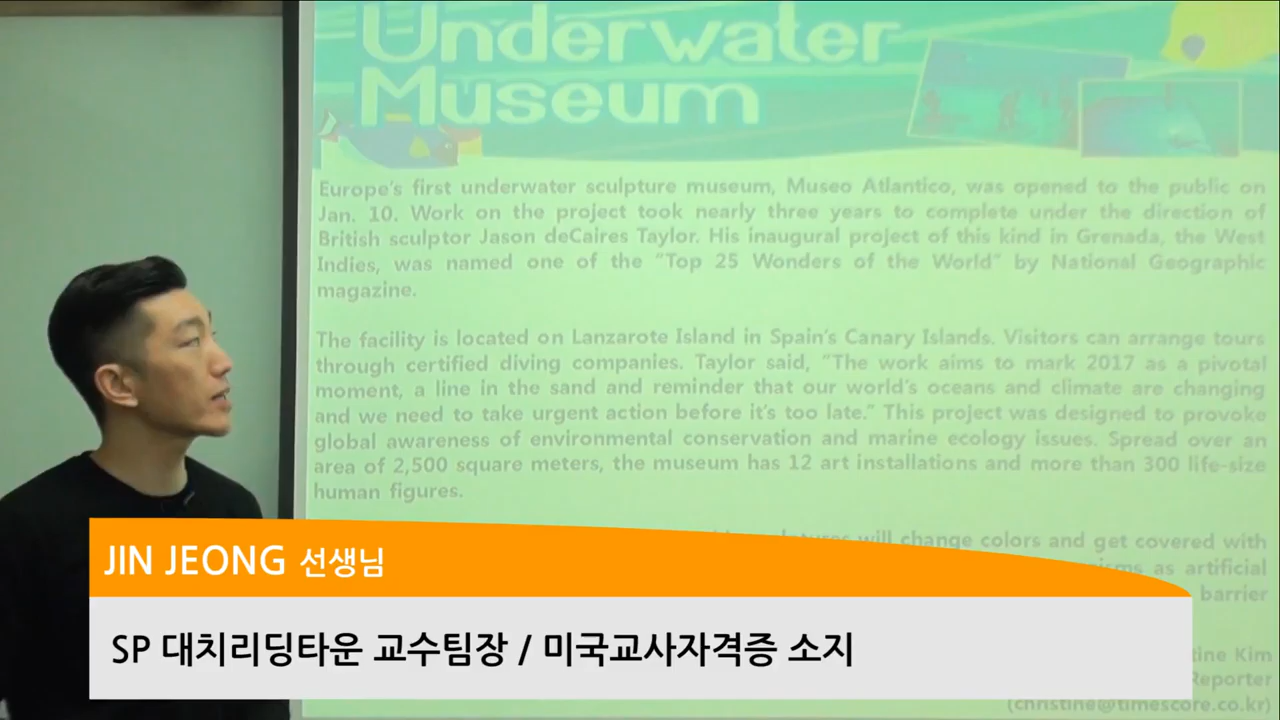 Underwater
Museum
Europe's first underwater sculpture museum, Museo Atlantico, was opened to the public on
Jan. 10. Work on the project took nearly three years to complete under the direction of
British sculptor Jason deCaires Taylor. His inaugural project of this kind in Grenada, the West
Indies, was named one of the "Top 25 Wonders of the World" by National Geographic
magazine.
The facility is located on Lanzarote Island in Spain's Canary Islands. Visitors can arrange tours
through certified diving companies. Taylor said, "The work aims to mark 2017 as a pivotal
moment, a line in the sand and reminder that our world's oceans and climate are changing
and we need to take urgent action before it's too late." This project was designed to provoke
global awareness of environmental conservation and marine ecology issues. Spread over an
area of 2,500 square meters, the museum has 12 art installations and more than 300 life-size
human figures.
will change colors and get covered with
as artificial
barrier
Kim
Reporter
(christine@timescore.co.kr)
JIN JEONG 선생님
SP 대치리딩타운 교수팀장 / 미국교사자격증 소지